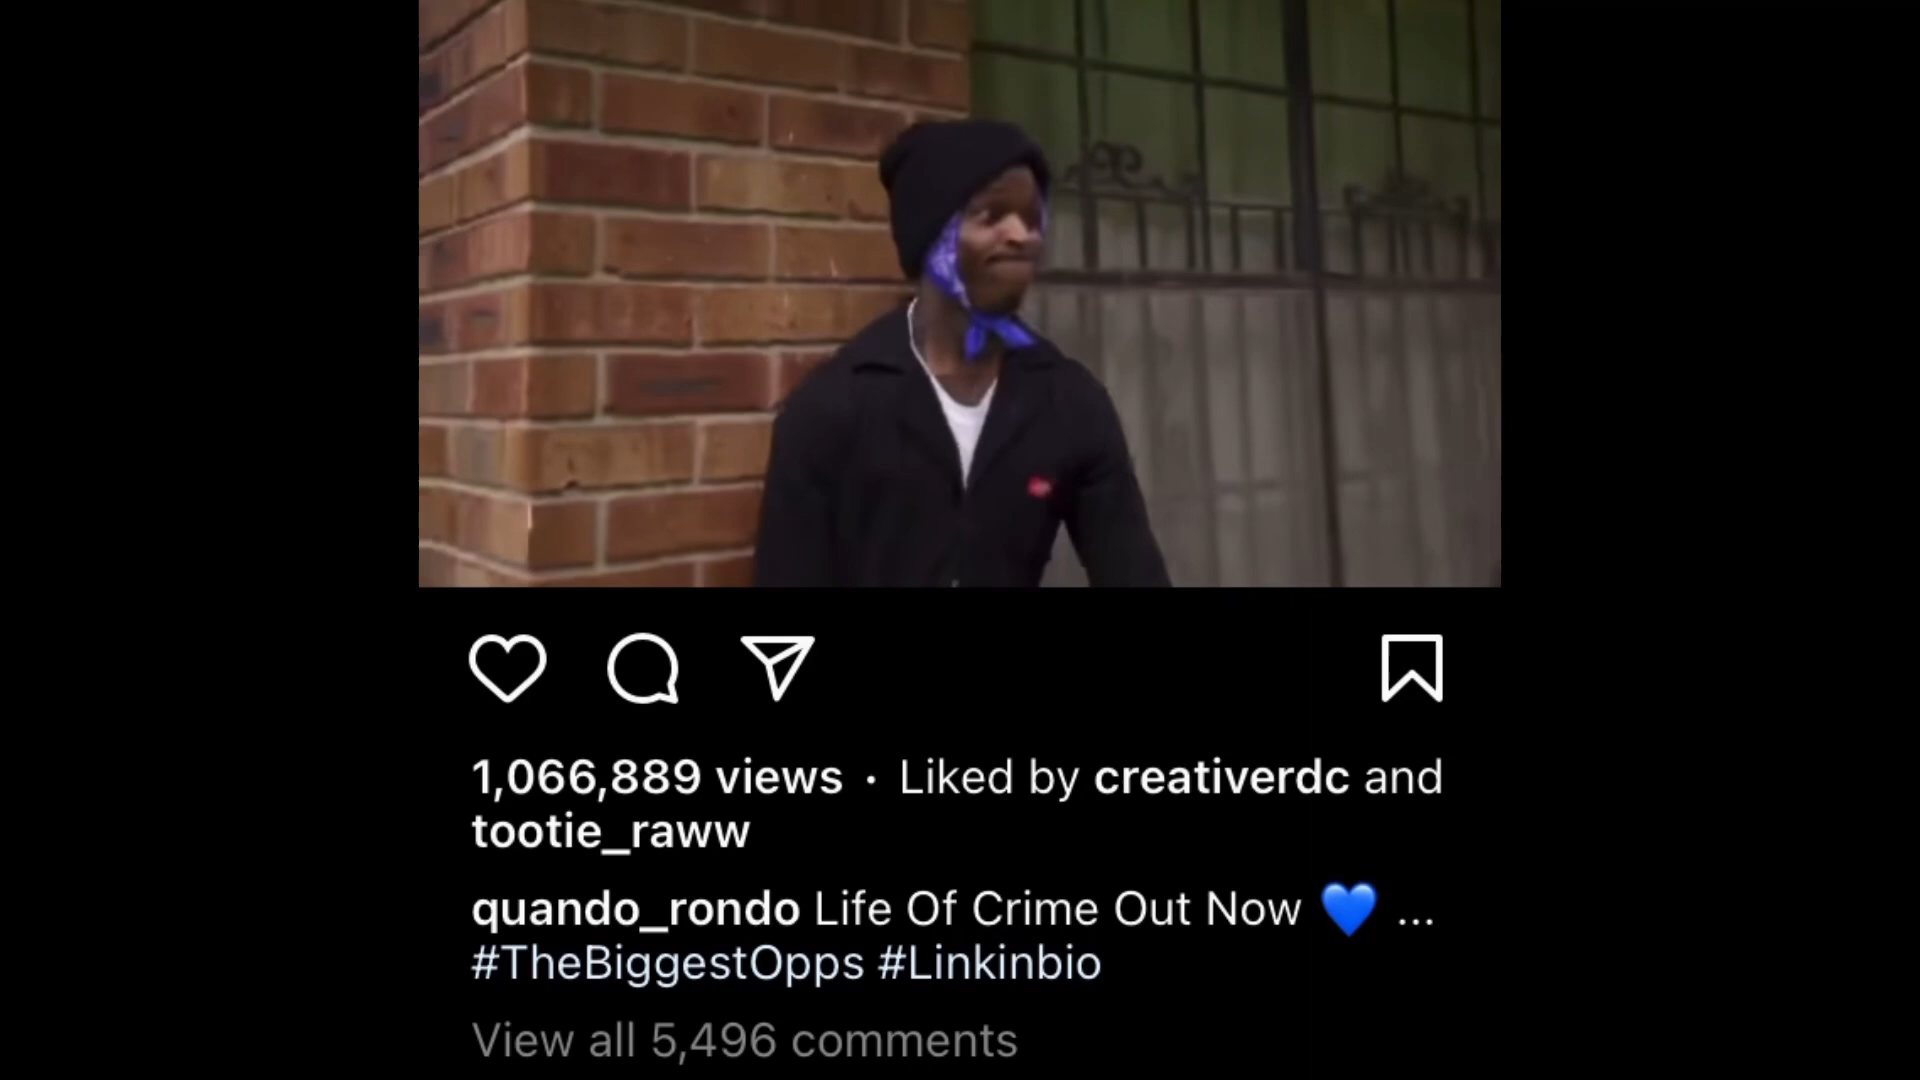 1,066,889 views · Liked by creativerdc and
tootie_raww
quando_rondo Life Of Crime Out Now 💙 ...
#TheBiggestOpps #Linkinbio
View all 5,496 comments